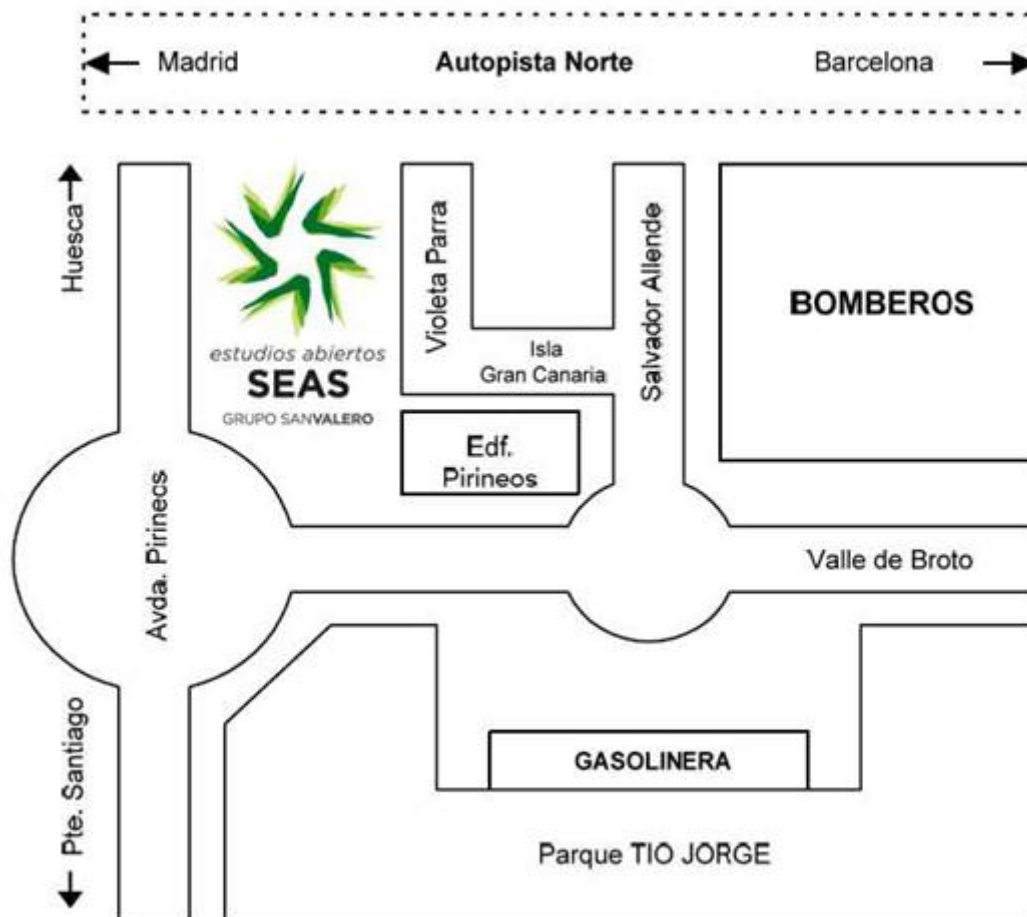 Madrid
Autopista Norte
Barcelona
Huesca
Violeta Parra
Salvador Allende
BOMBEROS
estudios abiertos
SEAS
GRUPO SANVALERO
Isla
Gran Canaria
Edf.
Pirineos
Avda. Pirineos
Valle de Broto
Pte. Santiago
GASOLINERA
Parque TIO JORGE